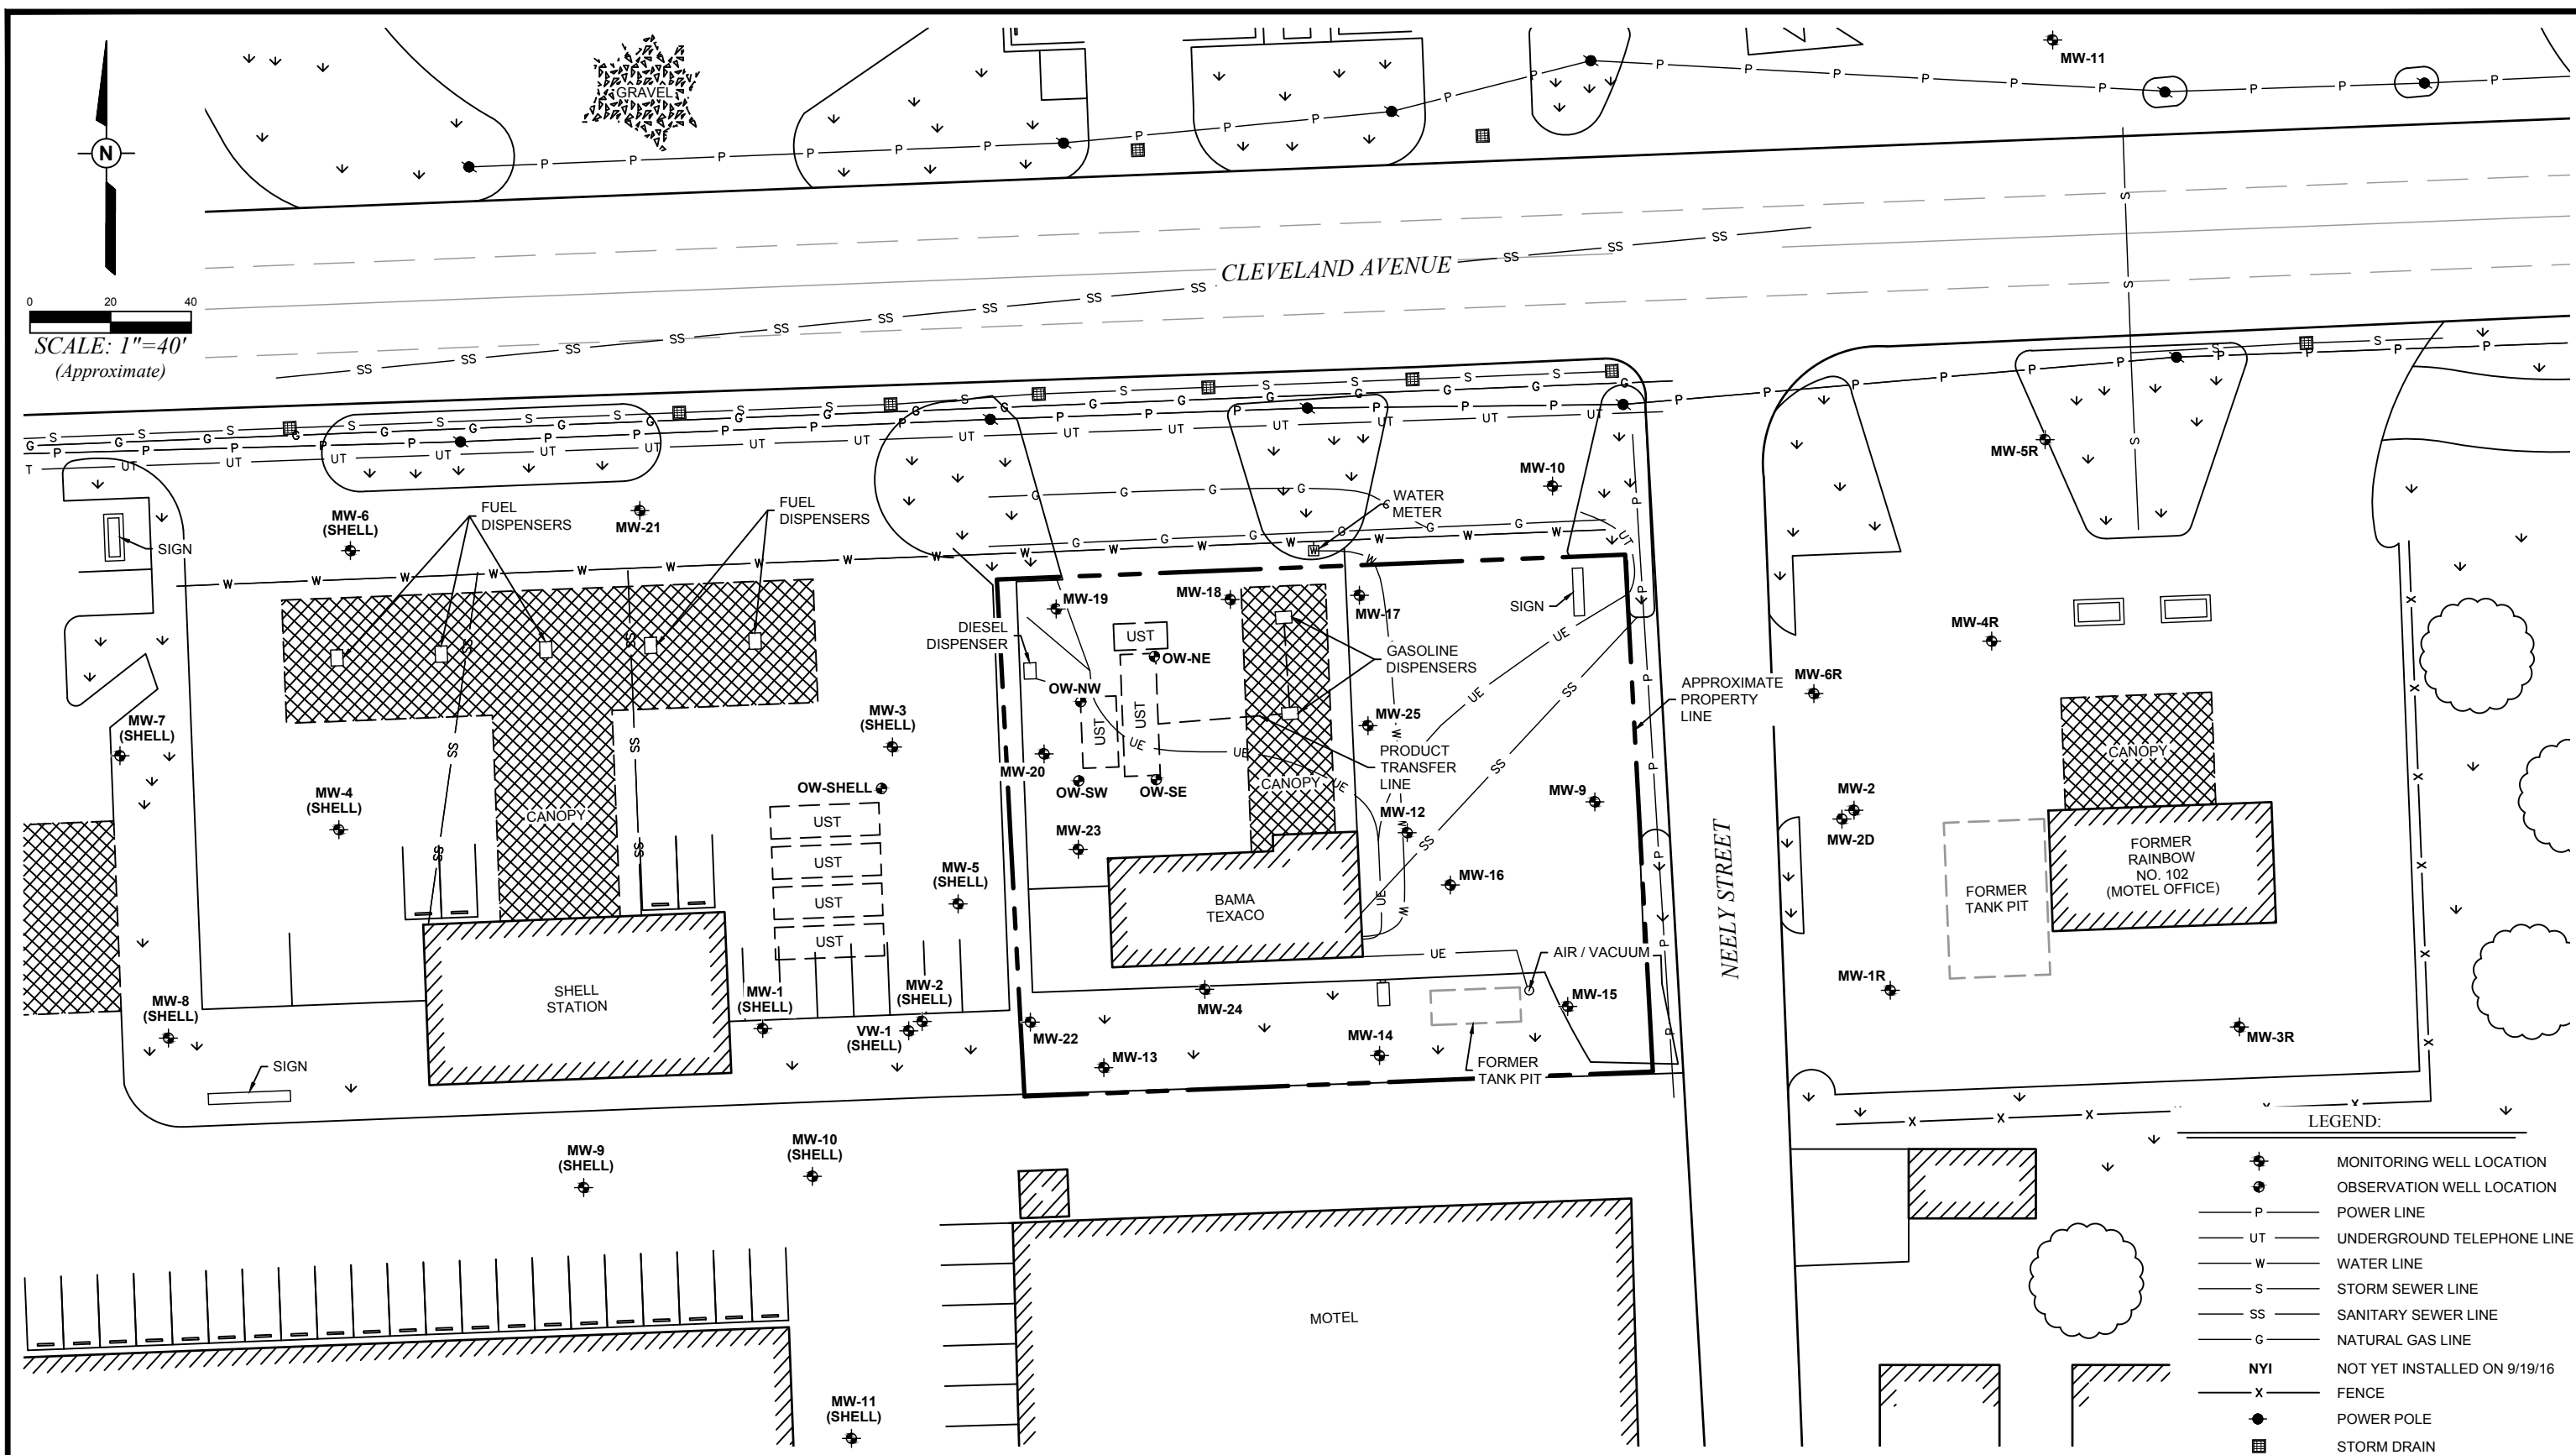 GRAVEL
MW-11
N
0 20 40
SCALE: 1"=40'
(Approximate)
CLEVELAND AVENUE
MW-6
(SHELL)
FUEL
DISPENSERS
MW-21
FUEL
DISPENSERS
SIGN
WATER
METER
MW-10
MW-5R
MW-19
MW-18
MW-17
SIGN
DIESEL
DISPENSER
UST
OW-NE
GASOLINE
DISPENSERS
MW-4R
OW-NW
UST
UST
MW-6R
APPROXIMATE
PROPERTY
LINE
MW-7
(SHELL)
MW-3
(SHELL)
MW-25
MW-20
PRODUCT
TRANSFER
LINE
CANOPY
OW-SHELL
OW-SW
OW-SE
CANOPY
MW-4
(SHELL)
CANOPY
UST
UST
UST
UST
MW-23
MW-12
MW-9
MW-2
MW-2D
MW-5
(SHELL)
MW-16
BAMA
TEXACO
NEELY STREET
FORMER
TANK PIT
FORMER
RAINBOW
NO. 102
(MOTEL OFFICE)
AIR / VACUUM
SHELL
STATION
MW-8
(SHELL)
MW-1
(SHELL)
MW-2
(SHELL)
VW-1
(SHELL)
MW-24
MW-15
MW-1R
MW-22
MW-13
MW-14
FORMER
TANK PIT
MW-3R
SIGN
MW-9
(SHELL)
MW-10
(SHELL)
MOTEL
MW-11
(SHELL)
LEGEND:
MONITORING WELL LOCATION
OBSERVATION WELL LOCATION
P POWER LINE
UT UNDERGROUND TELEPHONE LINE
W WATER LINE
S STORM SEWER LINE
SS SANITARY SEWER LINE
G NATURAL GAS LINE
NYI NOT YET INSTALLED ON 9/19/16
X FENCE
POWER POLE
STORM DRAIN